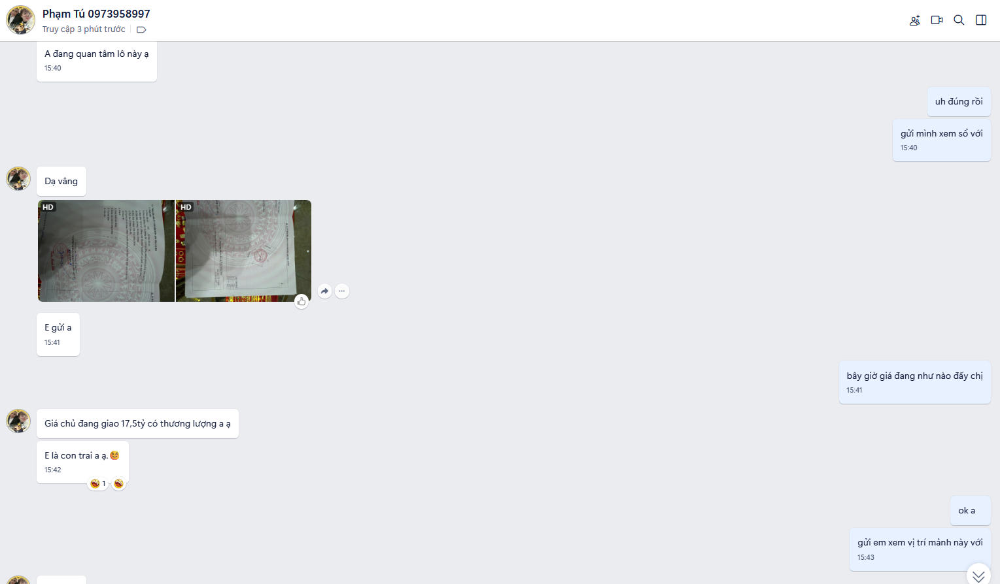 Phạm Tú 0973958997
Truy cập 3 phút trước
A đang quan tâm lô này ạ
15:40
uh đúng rồi
gửi mình xem sổ với
15:40
Dạ vâng
HD
HD
E gửi a
15:41
bây giờ giá đang như nào đấy chị
15:41
Giá chủ đang giao 17,5tỷ có thương lượng a ạ
E là con trai a ạ.😊
15:42
1
ok a
gửi em xem vị trí mảnh này với
15:43